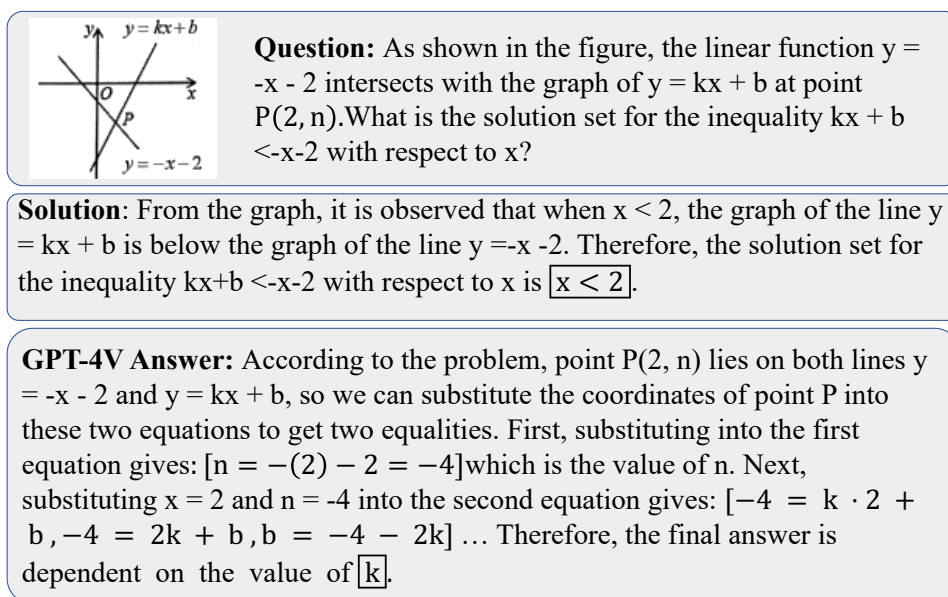 y
y = kx+b
O
x
P
y = −x−2
Question: As shown in the figure, the linear function y =
-x - 2 intersects with the graph of y = kx + b at point
P(2, n).What is the solution set for the inequality kx + b
<-x-2 with respect to x?
Solution: From the graph, it is observed that when x < 2, the graph of the line y
= kx + b is below the graph of the line y =-x -2. Therefore, the solution set for
the inequality kx+b <-x-2 with respect to x is x < 2.
GPT-4V Answer: According to the problem, point P(2, n) lies on both lines y
= -x - 2 and y = kx + b, so we can substitute the coordinates of point P into
these two equations to get two equalities. First, substituting into the first
equation gives: [n = −(2) − 2 = −4]which is the value of n. Next,
substituting x = 2 and n = -4 into the second equation gives: [−4 = k · 2 +
b ,−4 = 2k + b ,b = −4 − 2k] … Therefore, the final answer is
dependent on the value of k.